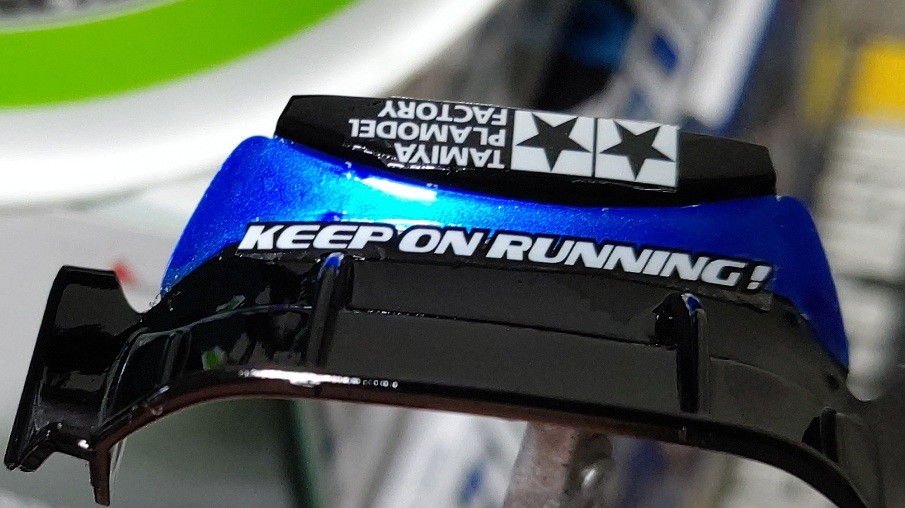 TAMIYA
PLAMODEL
FACTORY
KEEP ON RUNNING!